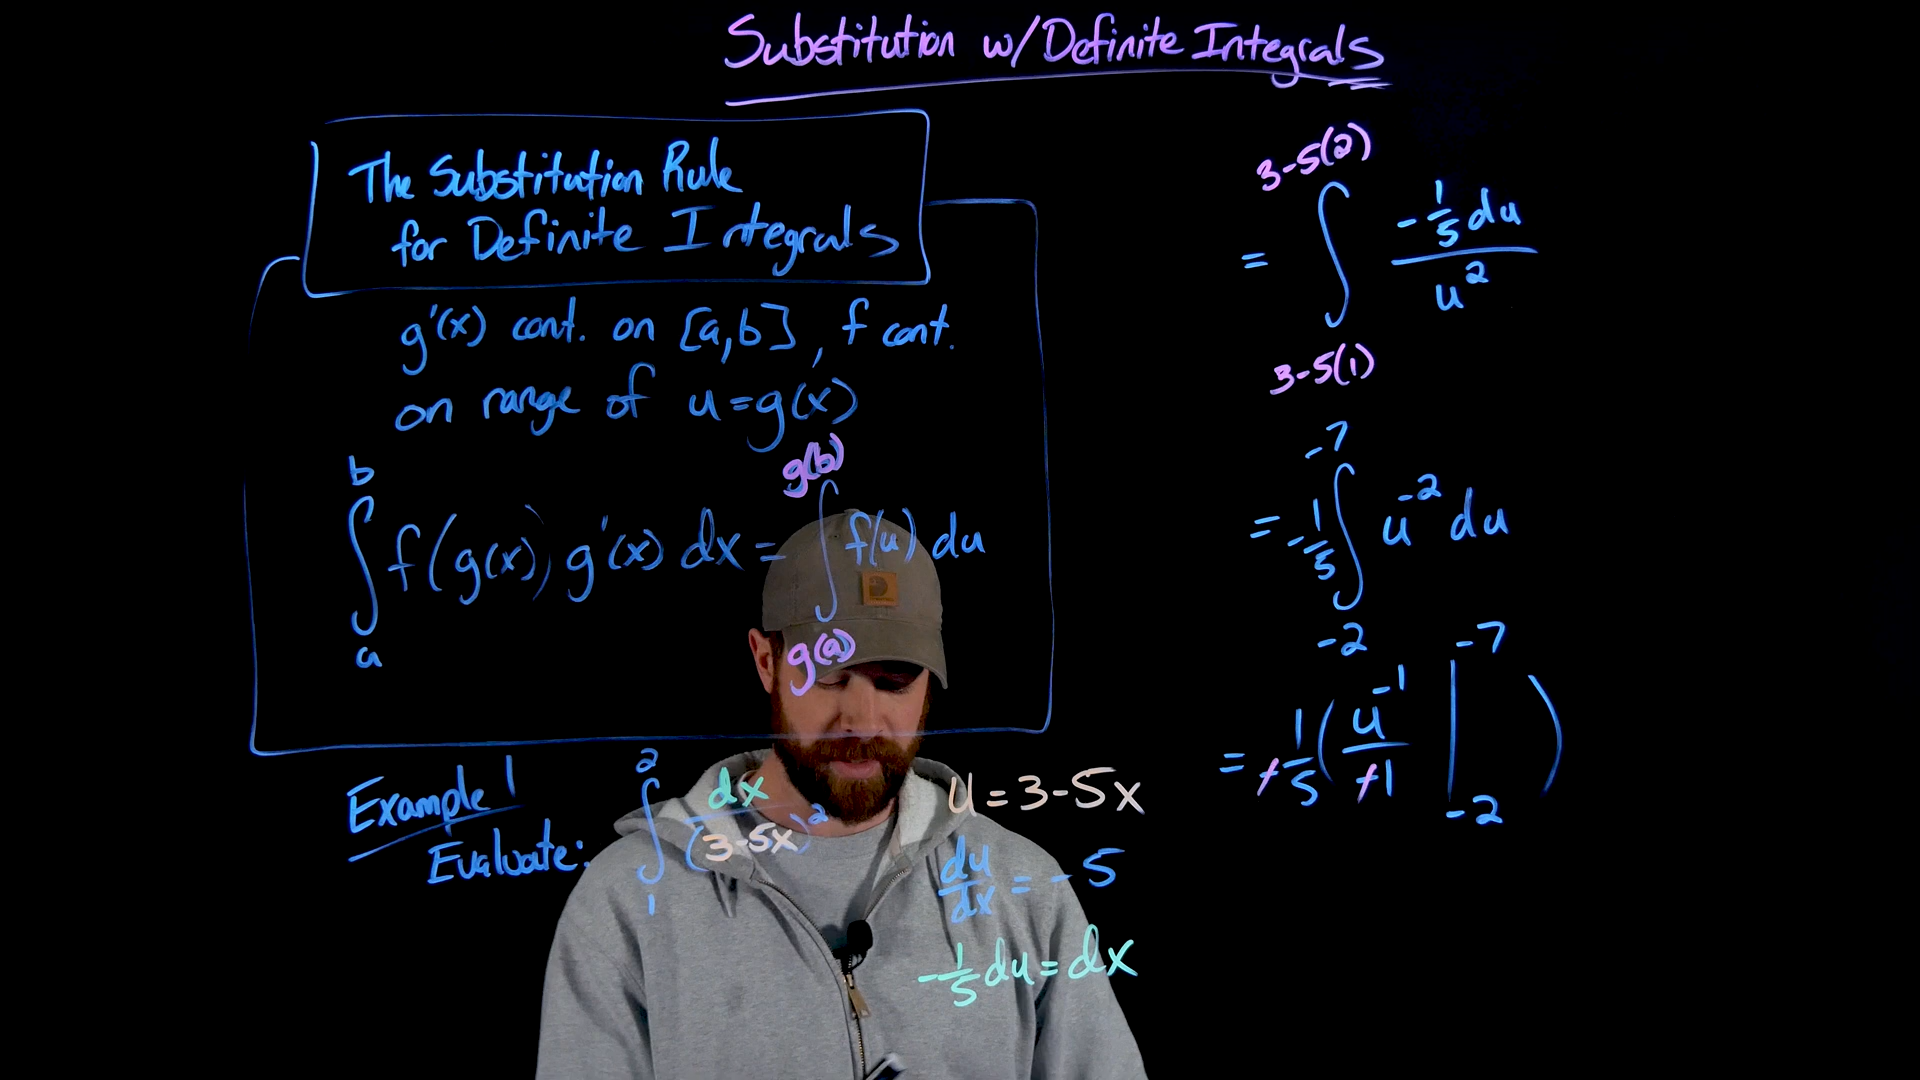 Substitution w/Definite Integrals
The Substitution Rule
for Definite Integrals
g'(x) cont. on [a,b], f cont.
on range of u=g(x)
b g(b)
∫ f(g(x)) g'(x) dx = ∫ f(u) du
a g(a)
Example 1
Evaluate:
2
∫ dx/(3-5x)²
1
u=3-5x
du/dx = -5
-1/5 du = dx
3-5(2)
= ∫ (-1/5 du)/u²
3-5(1)
-7
= -1/5 ∫ u⁻² du
-2
-7
= +1/5 ( u⁻¹/+1 | )
-2